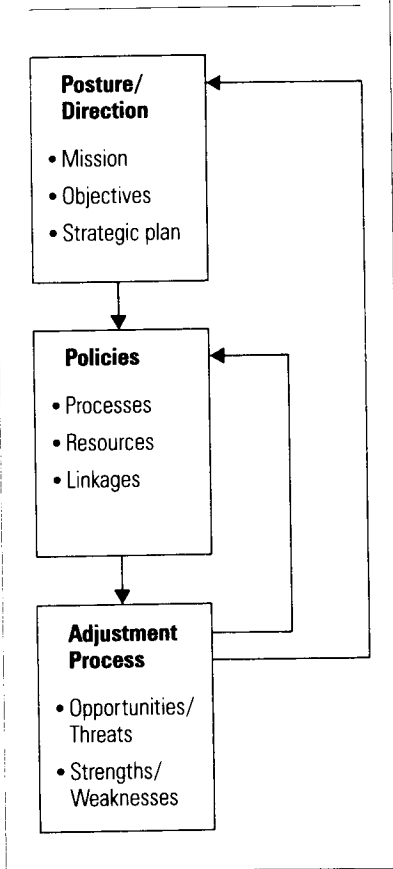 Posture/
Direction
• Mission
• Objectives
• Strategic plan
Policies
• Processes
• Resources
• Linkages
Adjustment
Process
• Opportunities/
Threats
• Strengths/
Weaknesses